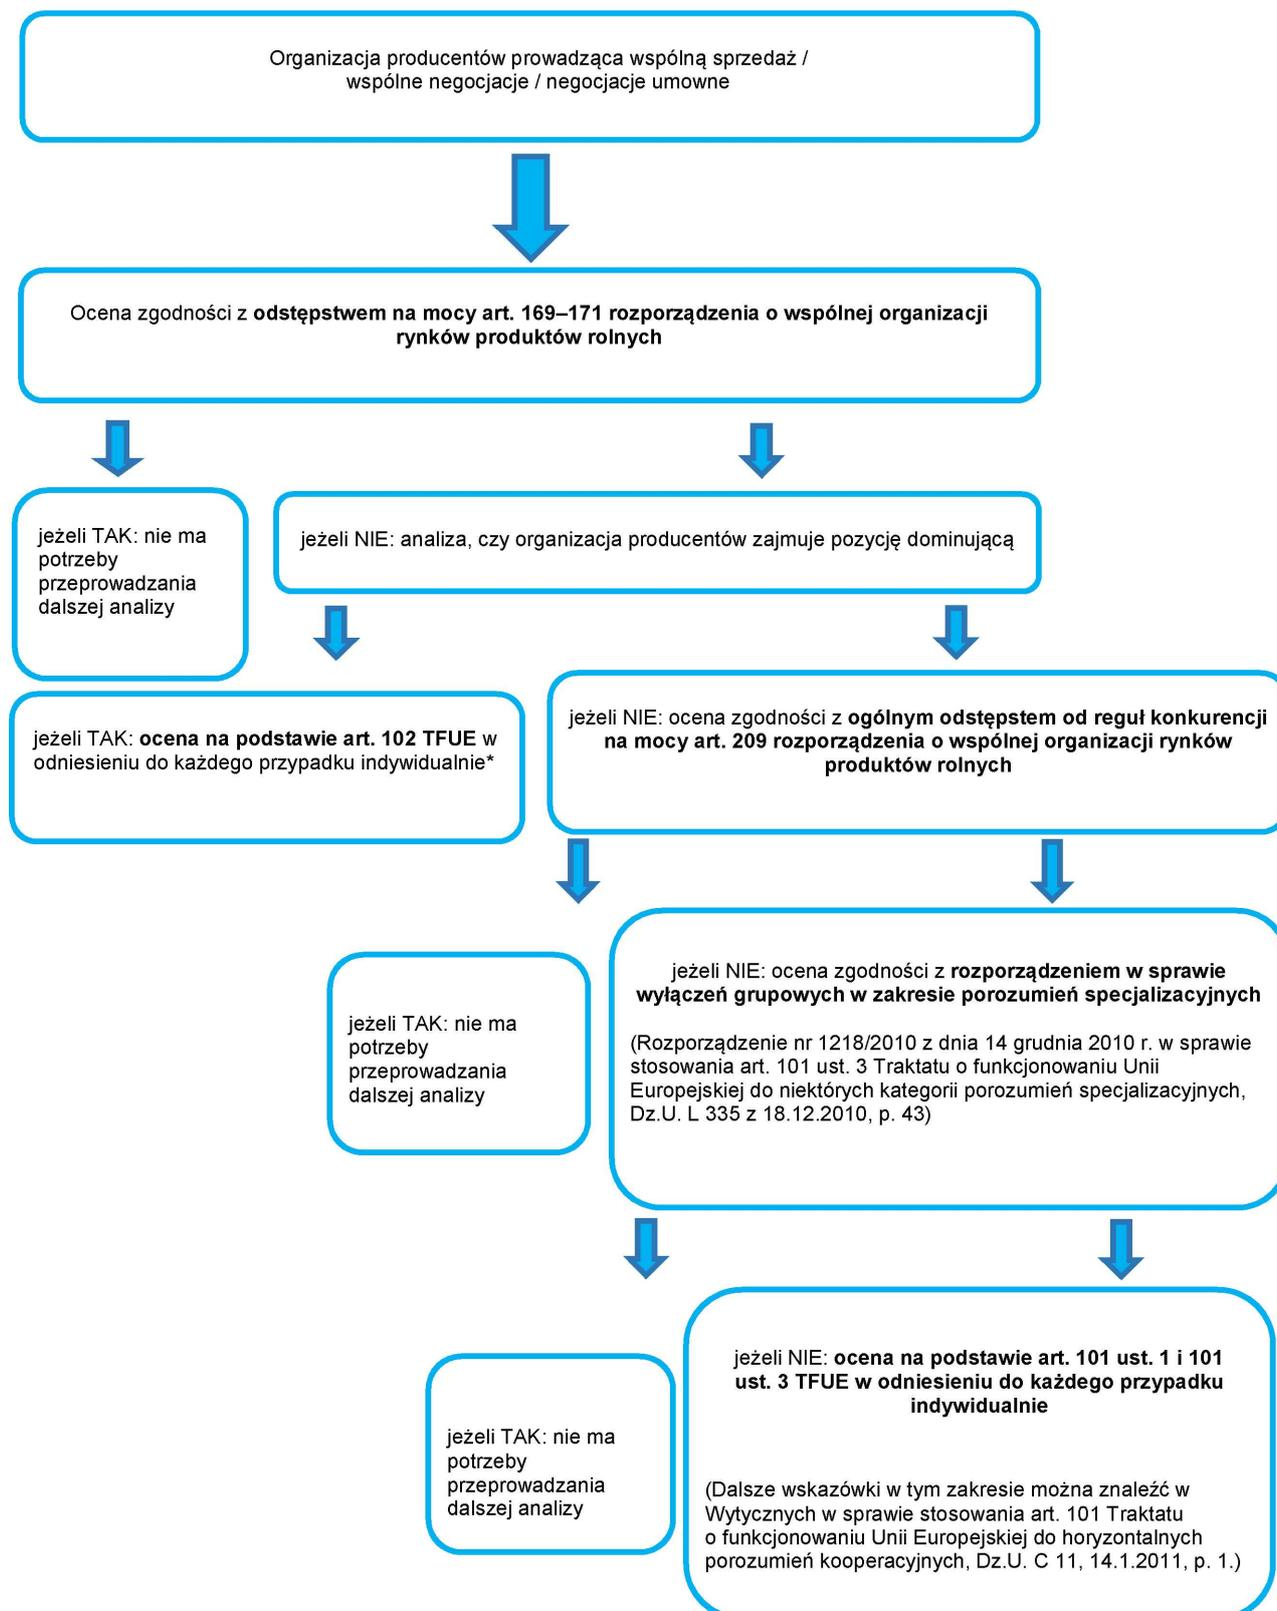 Organizacja producentów prowadząca wspólną sprzedaż /
wspólne negocjacje / negocjacje umowne
Ocena zgodności z odstępstwem na mocy art. 169–171 rozporządzenia o wspólnej organizacji
rynków produktów rolnych
jeżeli TAK: nie ma
potrzeby
przeprowadzania
dalszej analizy
jeżeli NIE: analiza, czy organizacja producentów zajmuje pozycję dominującą
jeżeli TAK: ocena na podstawie art. 102 TFUE w
odniesieniu do każdego przypadku indywidualnie*
jeżeli NIE: ocena zgodności z ogólnym odstępstem od reguł konkurencji
na mocy art. 209 rozporządzenia o wspólnej organizacji rynków
produktów rolnych
jeżeli TAK: nie ma
potrzeby
przeprowadzania
dalszej analizy
jeżeli NIE: ocena zgodności z rozporządzeniem w sprawie
wyłączeń grupowych w zakresie porozumień specjalizacyjnych
(Rozporządzenie nr 1218/2010 z dnia 14 grudnia 2010 r. w sprawie
stosowania art. 101 ust. 3 Traktatu o funkcjonowaniu Unii
Europejskiej do niektórych kategorii porozumień specjalizacyjnych,
Dz.U. L 335 z 18.12.2010, p. 43)
jeżeli TAK: nie ma
potrzeby
przeprowadzania
dalszej analizy
jeżeli NIE: ocena na podstawie art. 101 ust. 1 i 101
ust. 3 TFUE w odniesieniu do każdego przypadku
indywidualnie
(Dalsze wskazówki w tym zakresie można znaleźć w
Wytycznych w sprawie stosowania art. 101 Traktatu
o funkcjonowaniu Unii Europejskiej do horyzontalnych
porozumień kooperacyjnych, Dz.U. C 11, 14.1.2011, p. 1.)